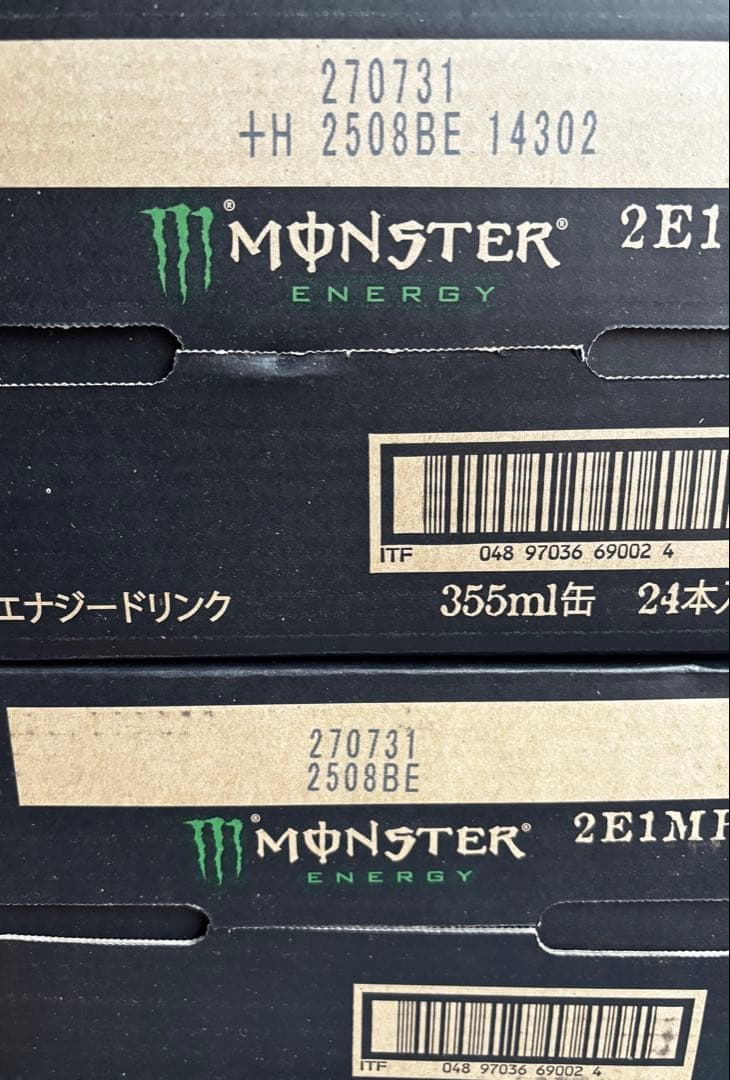 270731
+H 2508BE 14302
® MONSTER® 2E1
ENERGY
ITF 048 97036 69002 4
エナジードリンク 355ml缶 24本
270731
2508BE
® MONSTER® 2E1M
ENERGY
ITF 048 97036 69002 4